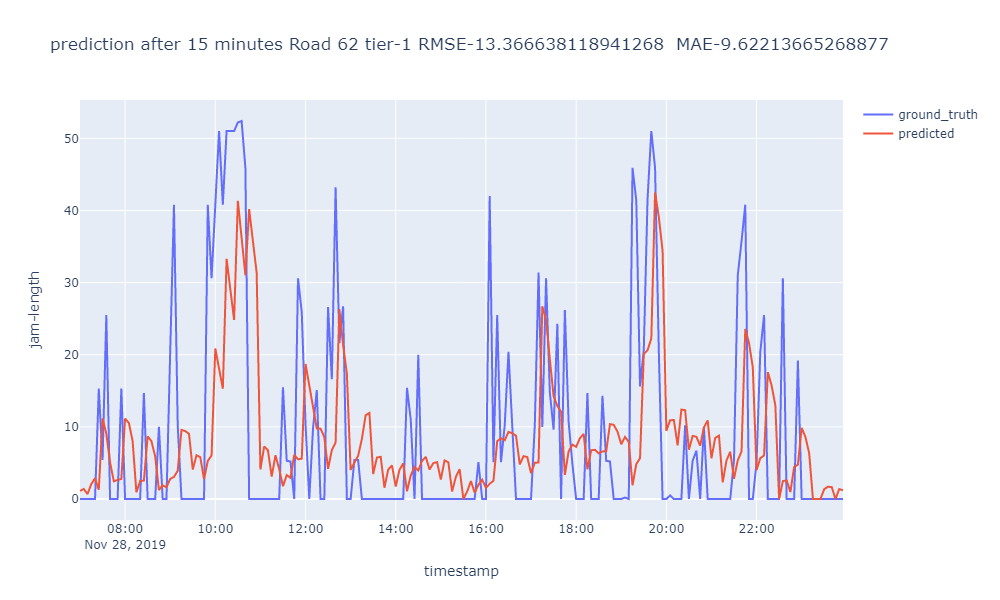 prediction after 15 minutes Road 62 tier-1 RMSE-13.366638118941268  MAE-9.62213665268877
ground_truth
predicted
jam-length
50
40
30
20
10
0
08:00 10:00 12:00 14:00 16:00 18:00 20:00 22:00
Nov 28, 2019
timestamp